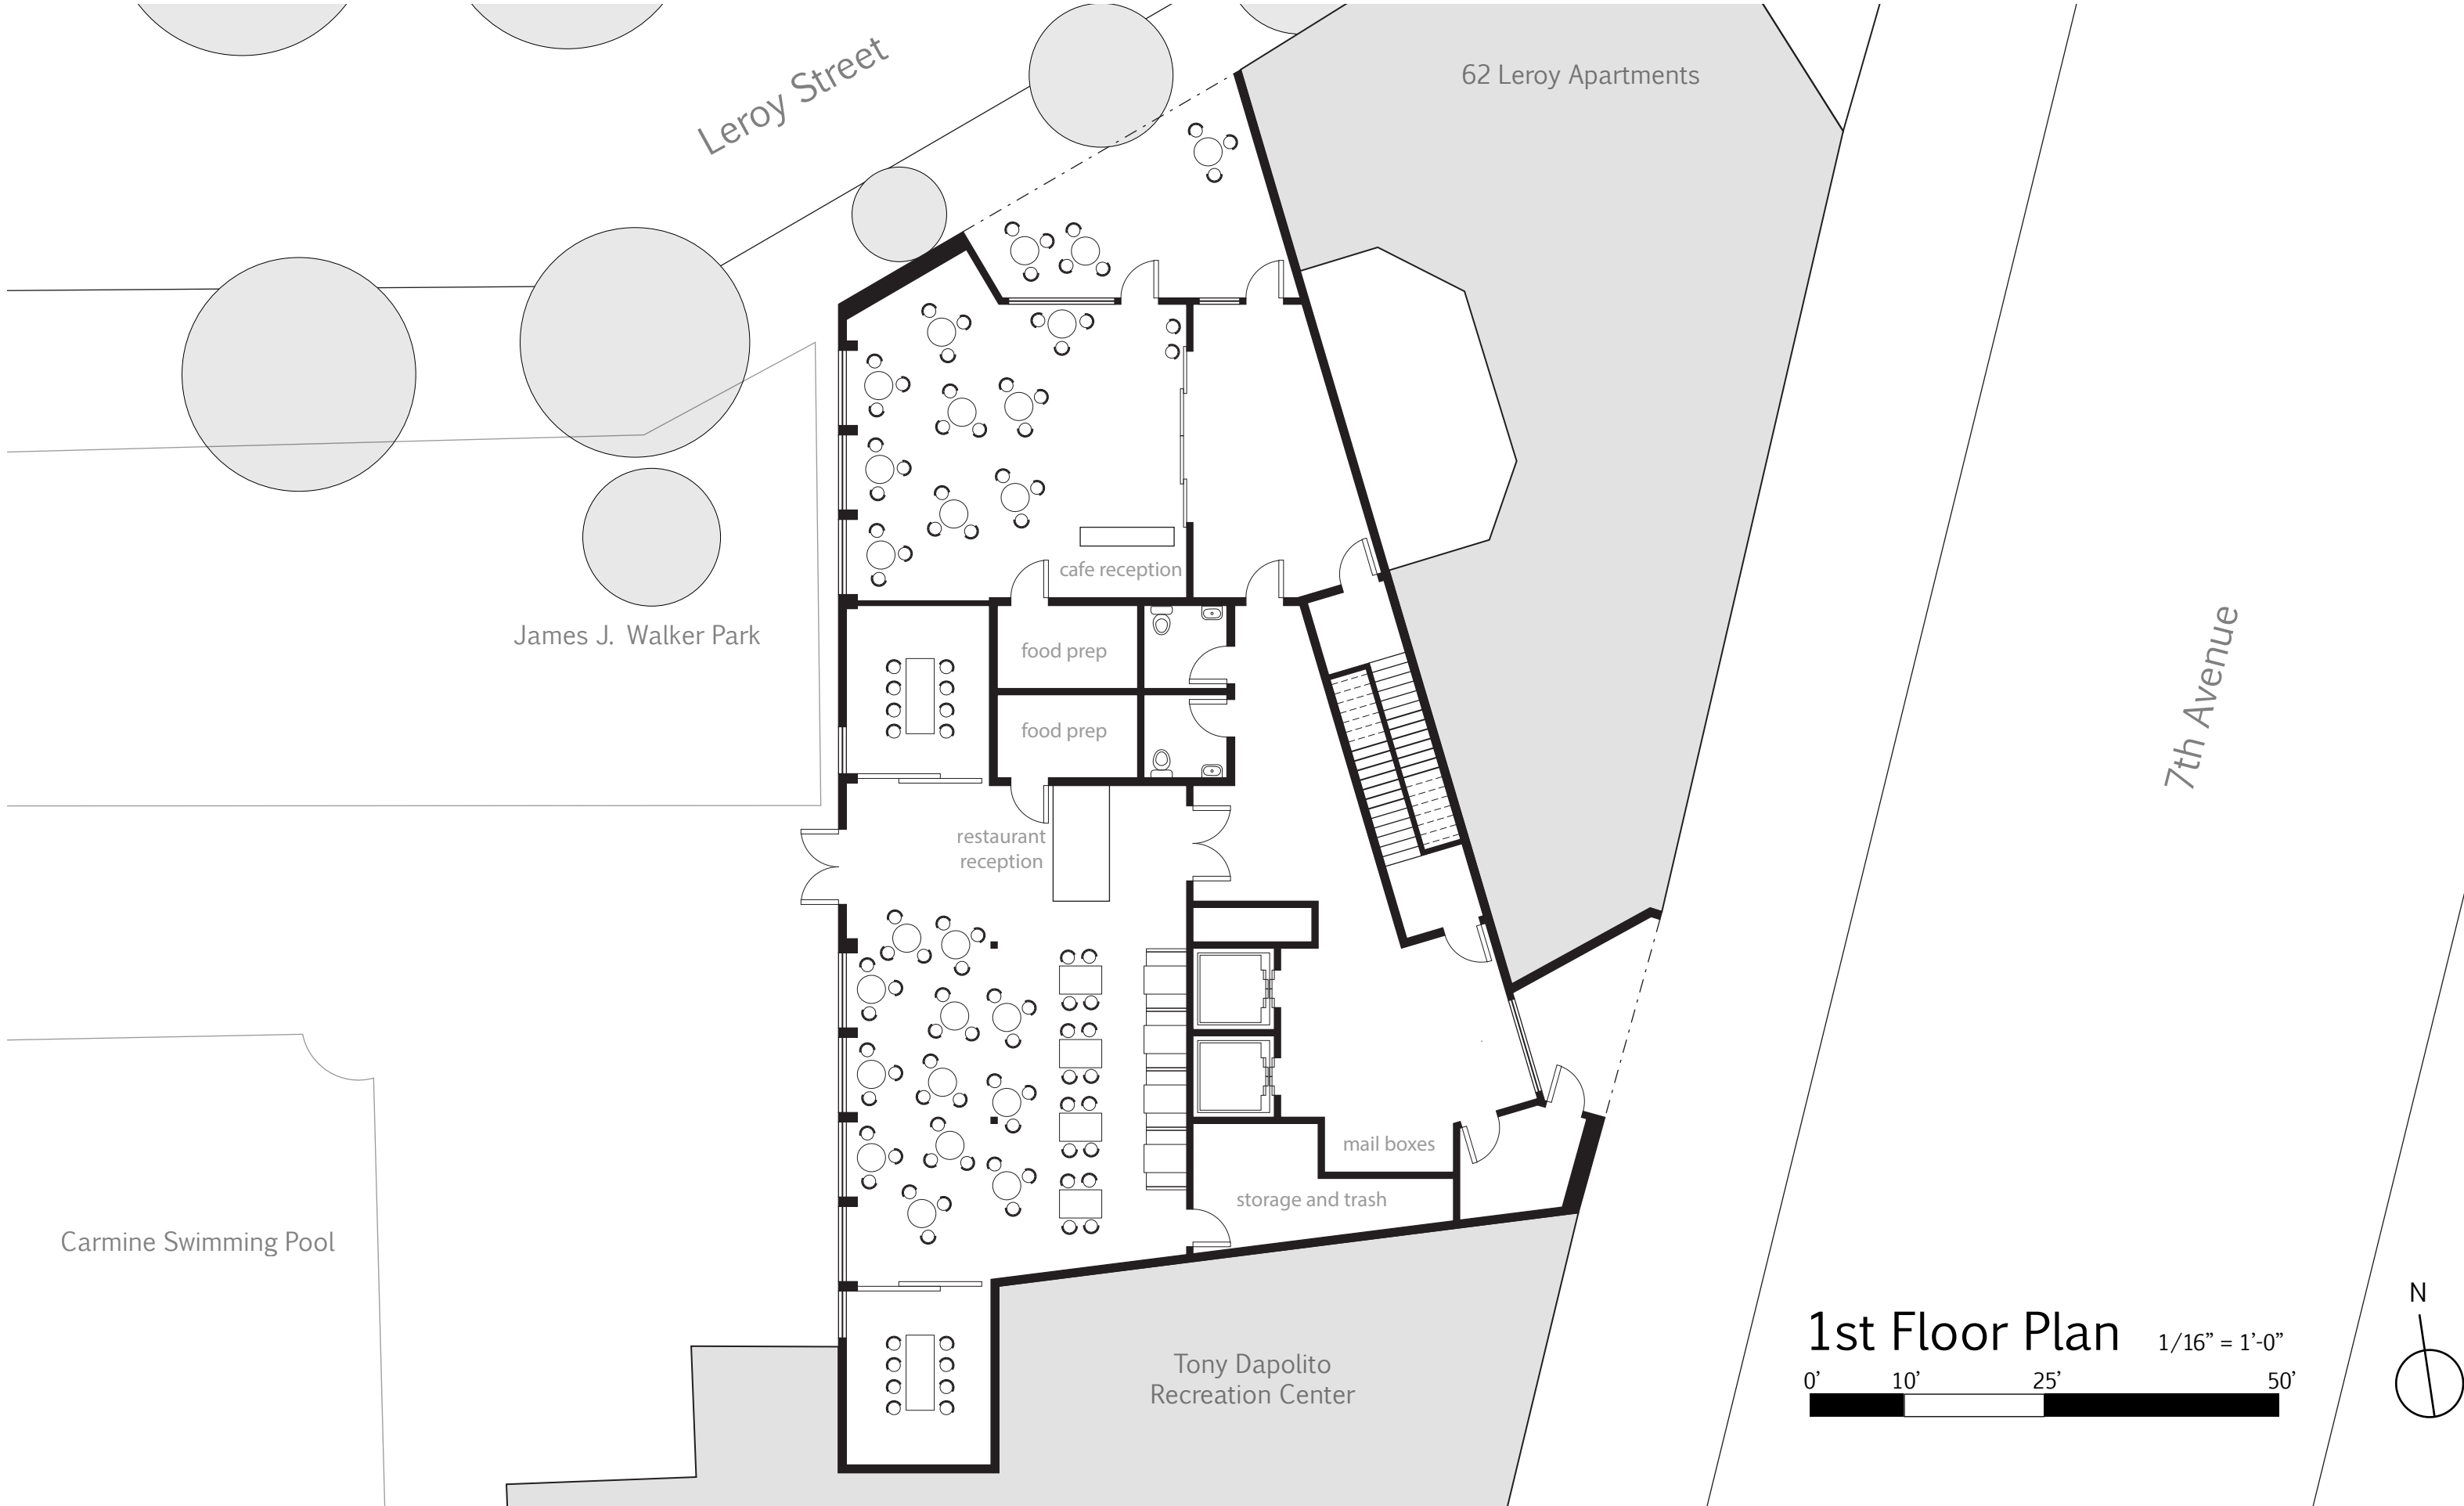 62 Leroy Apartments
Leroy Street
cafe reception
James J. Walker Park
food prep
food prep
7th Avenue
restaurant
reception
mail boxes
storage and trash
Carmine Swimming Pool
Tony Dapolito
Recreation Center
N
1st Floor Plan 1/16” = 1’-0”
0’ 10’ 25’ 50’